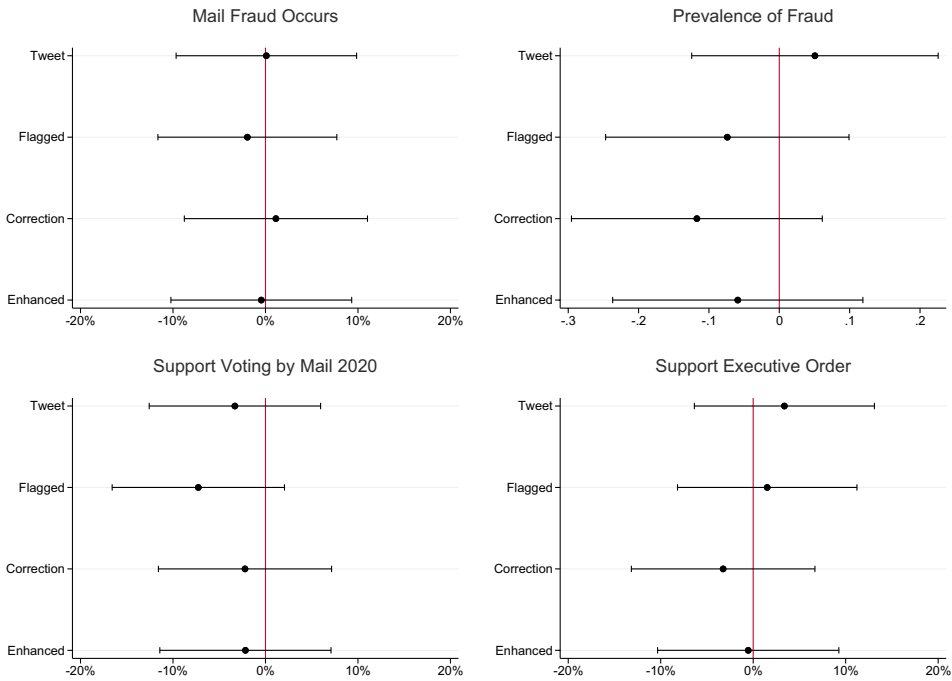 Mail Fraud Occurs
Tweet
Flagged
Correction
Enhanced
-20% -10% 0% 10% 20%
Prevalence of Fraud
Tweet
Flagged
Correction
Enhanced
-.3 -.2 -.1 0 .1 .2
Support Voting by Mail 2020
Tweet
Flagged
Correction
Enhanced
-20% -10% 0% 10% 20%
Support Executive Order
Tweet
Flagged
Correction
Enhanced
-20% -10% 0% 10% 20%